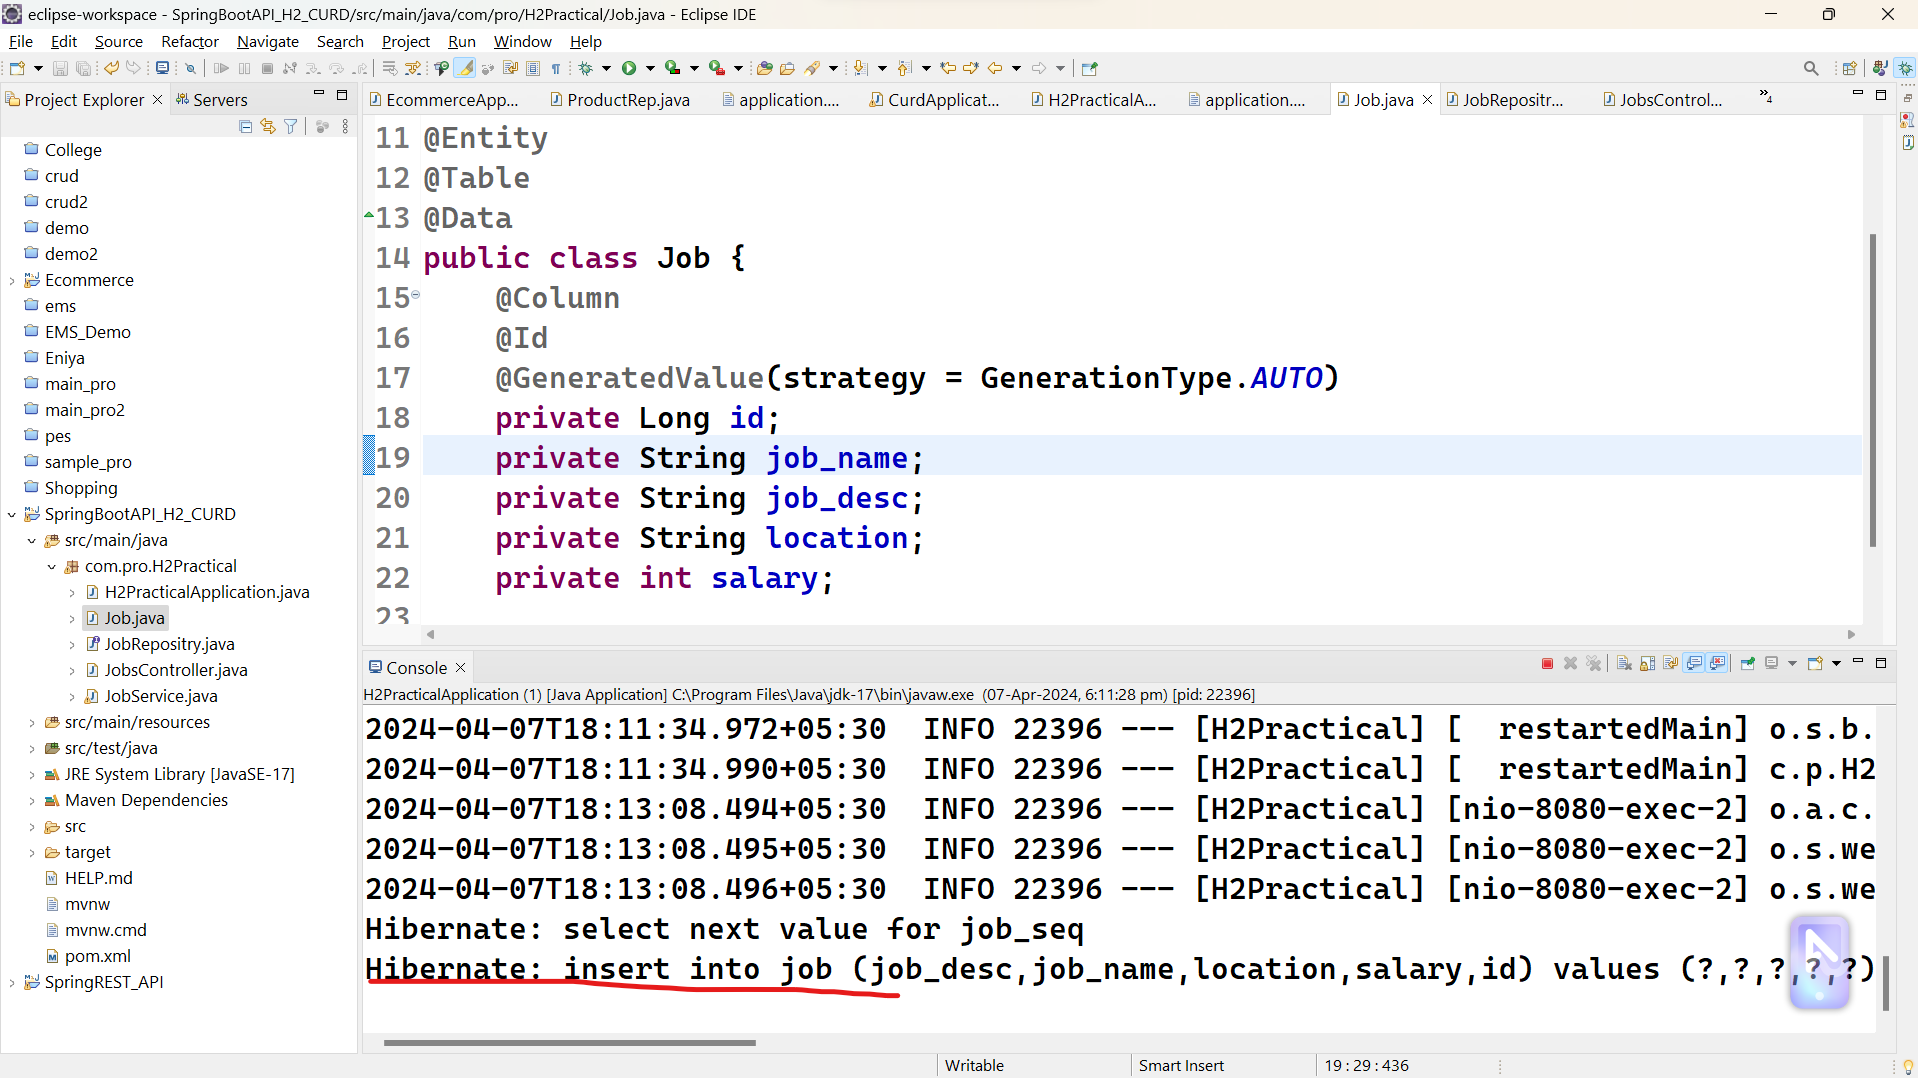 eclipse-workspace - SpringBootAPI_H2_CURD/src/main/java/com/pro/H2Practical/Job.java - Eclipse IDE
File Edit Source Refactor Navigate Search Project Run Window Help
Project Explorer
Servers
EcommerceApp...
ProductRep.java
application....
CurdApplicat...
H2PracticalA...
application....
Job.java
JobRepositr...
JobsControl...
»4
College
crud
crud2
demo
demo2
Ecommerce
ems
EMS_Demo
Eniya
main_pro
main_pro2
pes
sample_pro
Shopping
SpringBootAPI_H2_CURD
src/main/java
com.pro.H2Practical
H2PracticalApplication.java
Job.java
JobRepositry.java
JobsController.java
JobService.java
src/main/resources
src/test/java
JRE System Library [JavaSE-17]
Maven Dependencies
src
target
HELP.md
mvnw
mvnw.cmd
pom.xml
SpringREST_API
11 @Entity
12 @Table
13 @Data
14 public class Job {
15 @Column
16 @Id
17 @GeneratedValue(strategy = GenerationType.AUTO)
18 private Long id;
19 private String job_name;
20 private String job_desc;
21 private String location;
22 private int salary;
23
Console
H2PracticalApplication (1) [Java Application] C:\Program Files\Java\jdk-17\bin\javaw.exe (07-Apr-2024, 6:11:28 pm) [pid: 22396]
2024-04-07T18:11:34.972+05:30 INFO 22396 --- [H2Practical] [ restartedMain] o.s.b.
2024-04-07T18:11:34.990+05:30 INFO 22396 --- [H2Practical] [ restartedMain] c.p.H2
2024-04-07T18:13:08.494+05:30 INFO 22396 --- [H2Practical] [nio-8080-exec-2] o.a.c.
2024-04-07T18:13:08.495+05:30 INFO 22396 --- [H2Practical] [nio-8080-exec-2] o.s.we
2024-04-07T18:13:08.496+05:30 INFO 22396 --- [H2Practical] [nio-8080-exec-2] o.s.we
Hibernate: select next value for job_seq
Hibernate: insert into job (job_desc,job_name,location,salary,id) values (?,?,?,?,?)
Writable
Smart Insert
19 : 29 : 436